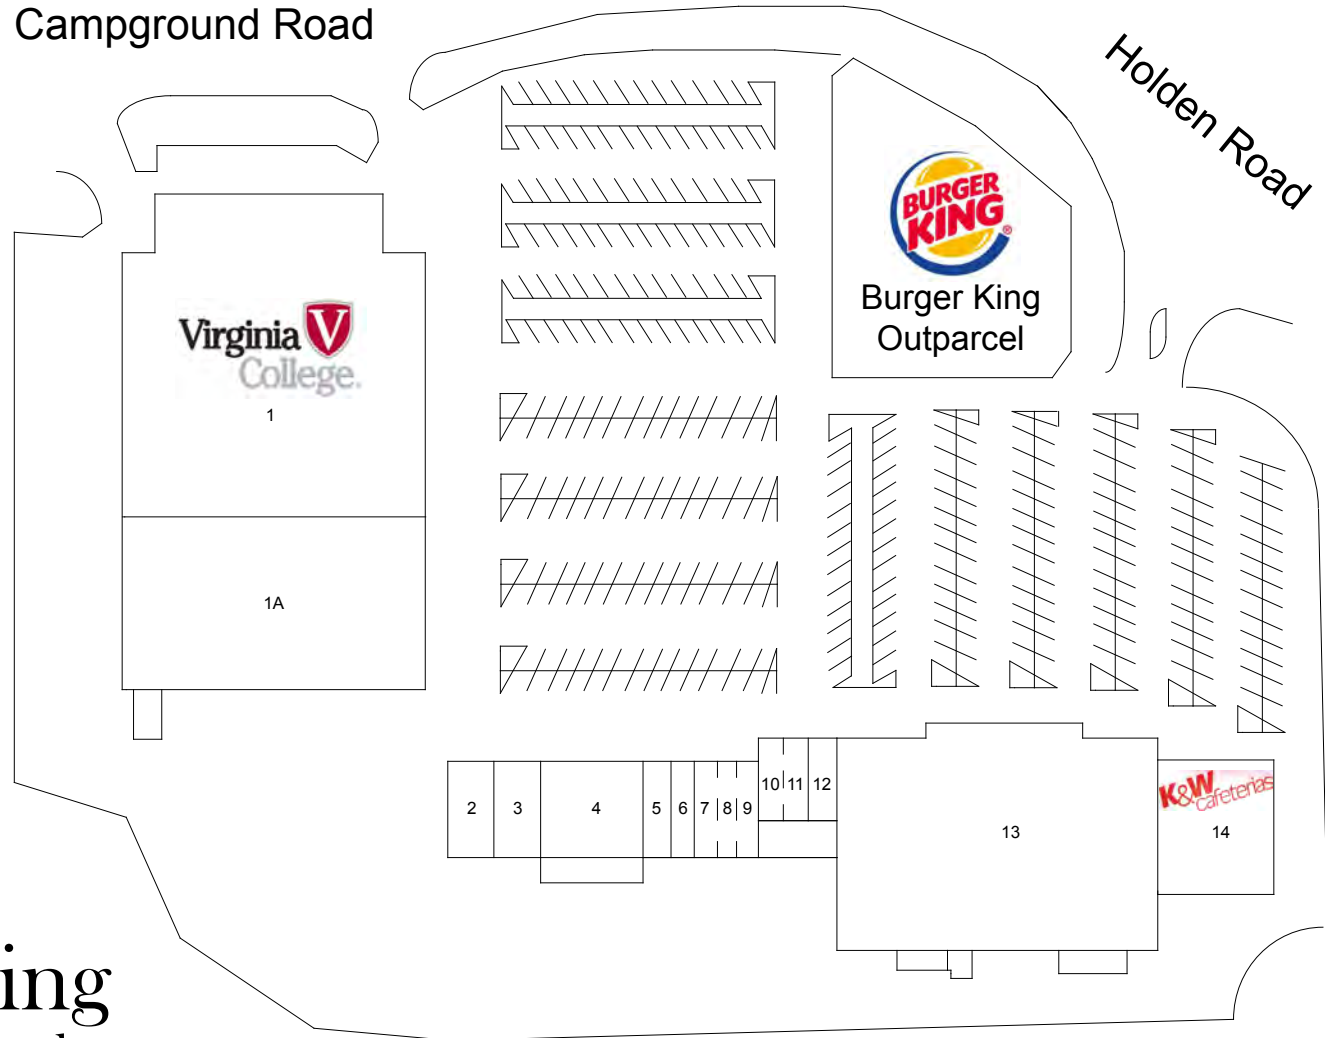 Campground Road
Holden Road
BURGER
KING
®
Burger King
Outparcel
Virginia V
College.
1
1A
2 3 4 5 6 7 8 9 10 11 12
13
K&W
cafeterias
14
ing